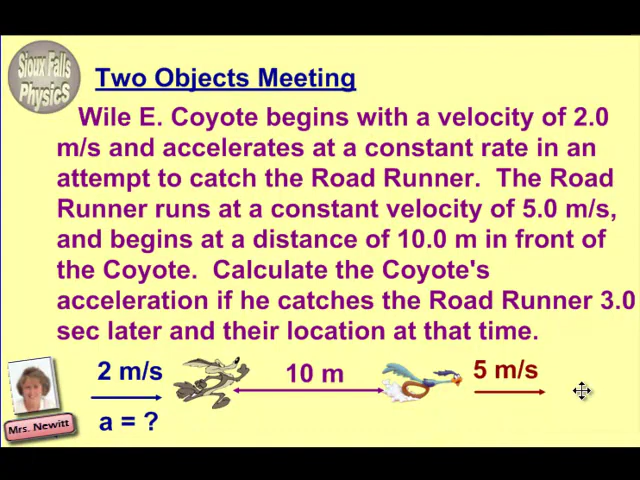 Sioux Falls
Physics
Two Objects Meeting
Wile E. Coyote begins with a velocity of 2.0
m/s and accelerates at a constant rate in an
attempt to catch the Road Runner. The Road
Runner runs at a constant velocity of 5.0 m/s,
and begins at a distance of 10.0 m in front of
the Coyote. Calculate the Coyote's
acceleration if he catches the Road Runner 3.0
sec later and their location at that time.
2 m/s
10 m
5 m/s
a = ?
Mrs. Newitt